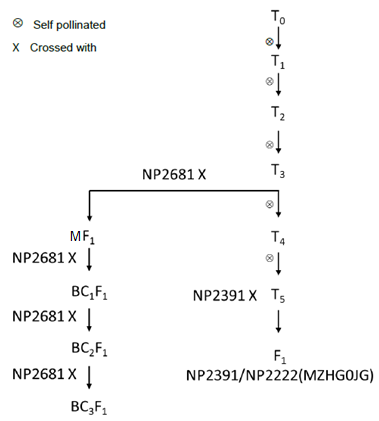 ⊗ Self pollinated
X Crossed with
T₀
⊗
T₁
⊗
T₂
⊗
T₃
NP2681 X
⊗
MF₁
T₄
NP2681 X
⊗
BC₁F₁
NP2391 X T₅
NP2681 X
BC₂F₁
F₁
NP2391/NP2222(MZHG0JG)
NP2681 X
BC₃F₁